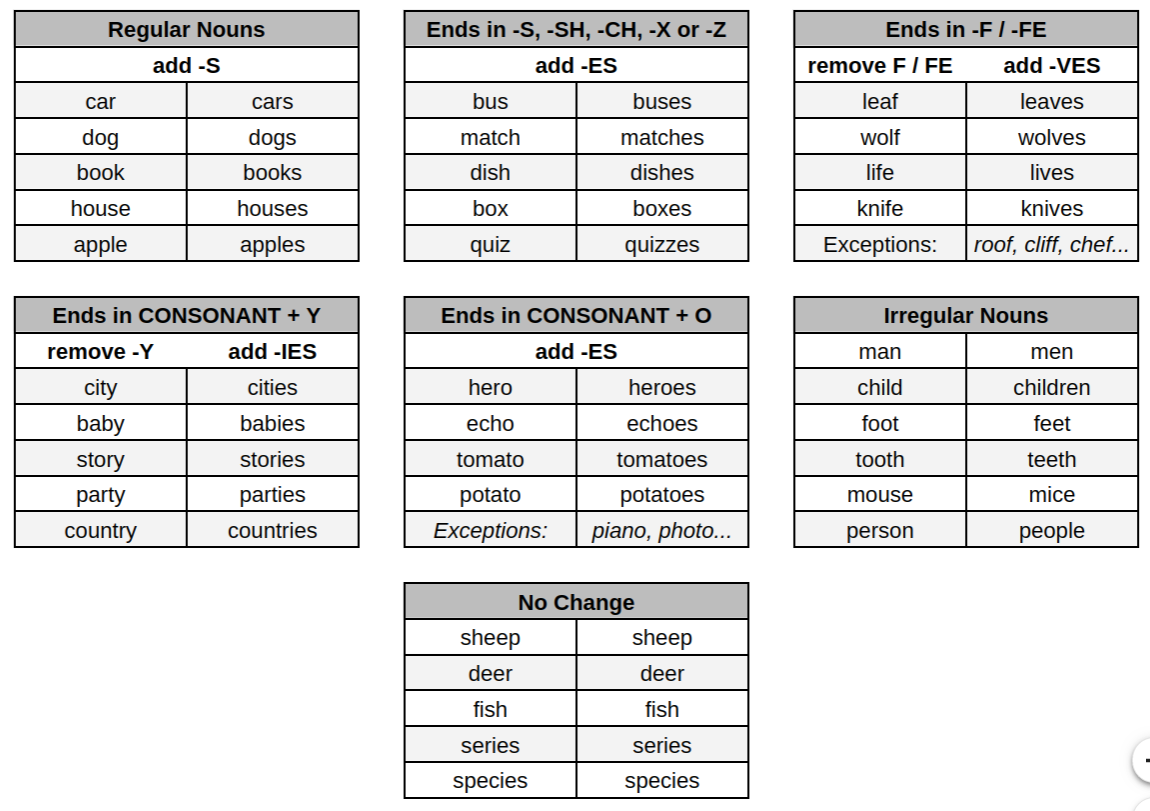 Regular Nouns
add -S
car cars
dog dogs
book books
house houses
apple apples
Ends in -S, -SH, -CH, -X or -Z
add -ES
bus buses
match matches
dish dishes
box boxes
quiz quizzes
Ends in -F / -FE
remove F / FE add -VES
leaf leaves
wolf wolves
life lives
knife knives
Exceptions: roof, cliff, chef...
Ends in CONSONANT + Y
remove -Y add -IES
city cities
baby babies
story stories
party parties
country countries
Ends in CONSONANT + O
add -ES
hero heroes
echo echoes
tomato tomatoes
potato potatoes
Exceptions: piano, photo...
Irregular Nouns
man men
child children
foot feet
tooth teeth
mouse mice
person people
No Change
sheep sheep
deer deer
fish fish
series series
species species